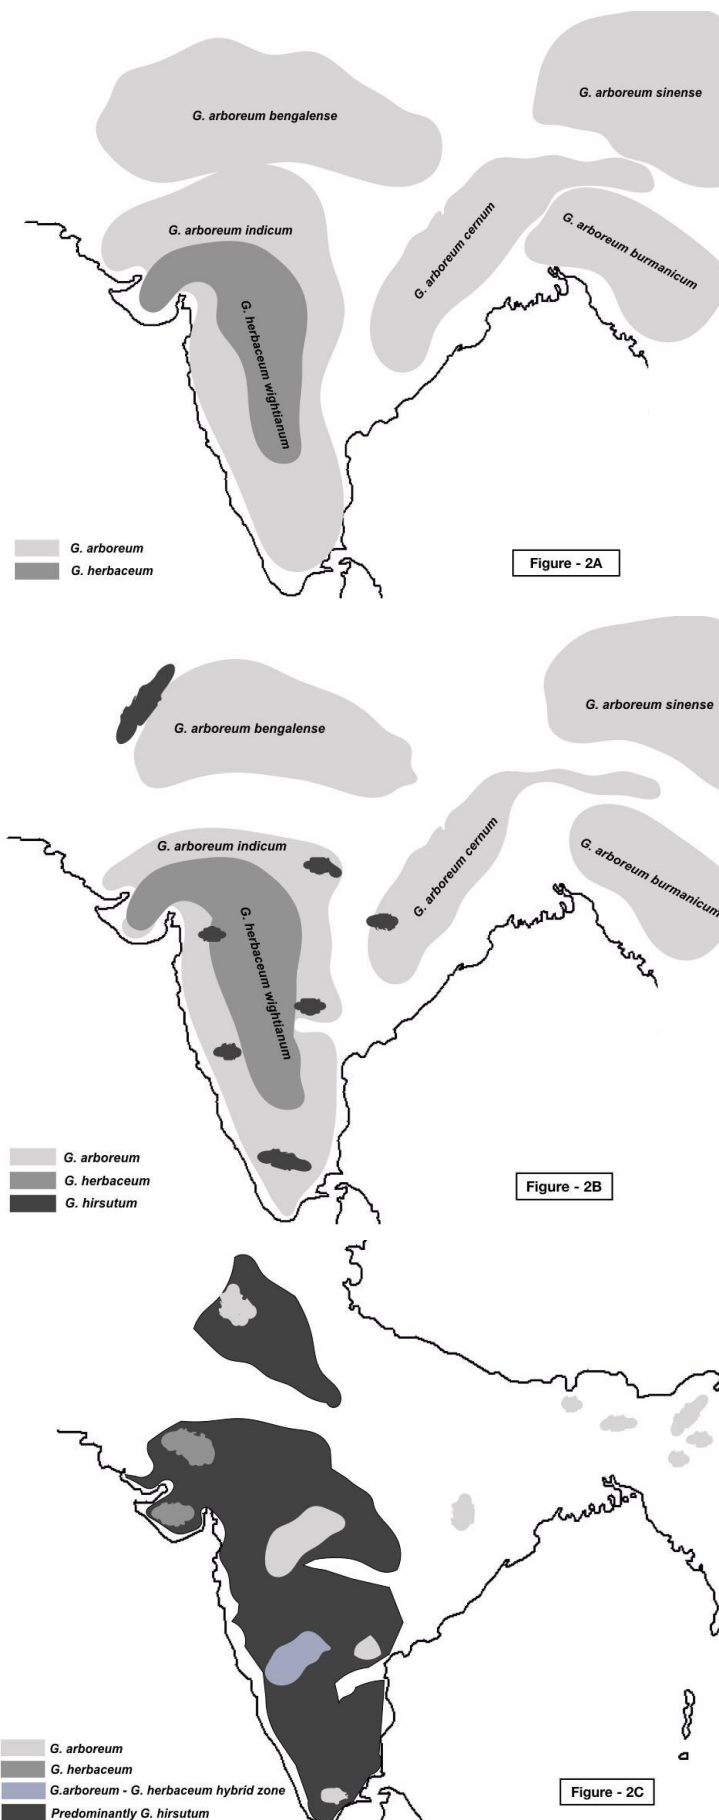 G. arboreum bengalense
G. arboreum sinense
G. arboreum indicum
G. arboreum cernum
G. arboreum burmanicum
G. herbaceum wightianum
G. arboreum
G. herbaceum
Figure - 2A
G. arboreum bengalense
G. arboreum sinense
G. arboreum indicum
G. arboreum cernum
G. arboreum burmanicum
G. herbaceum wightianum
G. arboreum
G. herbaceum
G. hirsutum
Figure - 2B
G. arboreum
G. herbaceum
G.arboreum - G. herbaceum hybrid zone
Predominantly G. hirsutum
Figure - 2C